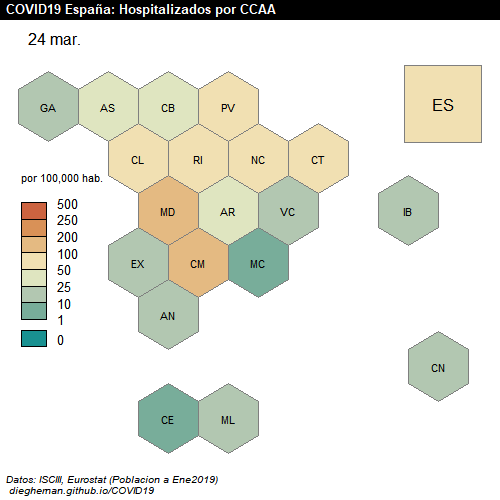 COVID19 España: Hospitalizados por CCAA
24 mar.
GA AS CB PV ES
CL RI NC CT
por 100,000 hab.
500
250
200
100
50
25
10
1
0
MD AR VC IB
EX CM MC
AN
CN
CE ML
Datos: ISCIII, Eurostat (Poblacion a Ene2019)
diegheman.github.io/COVID19